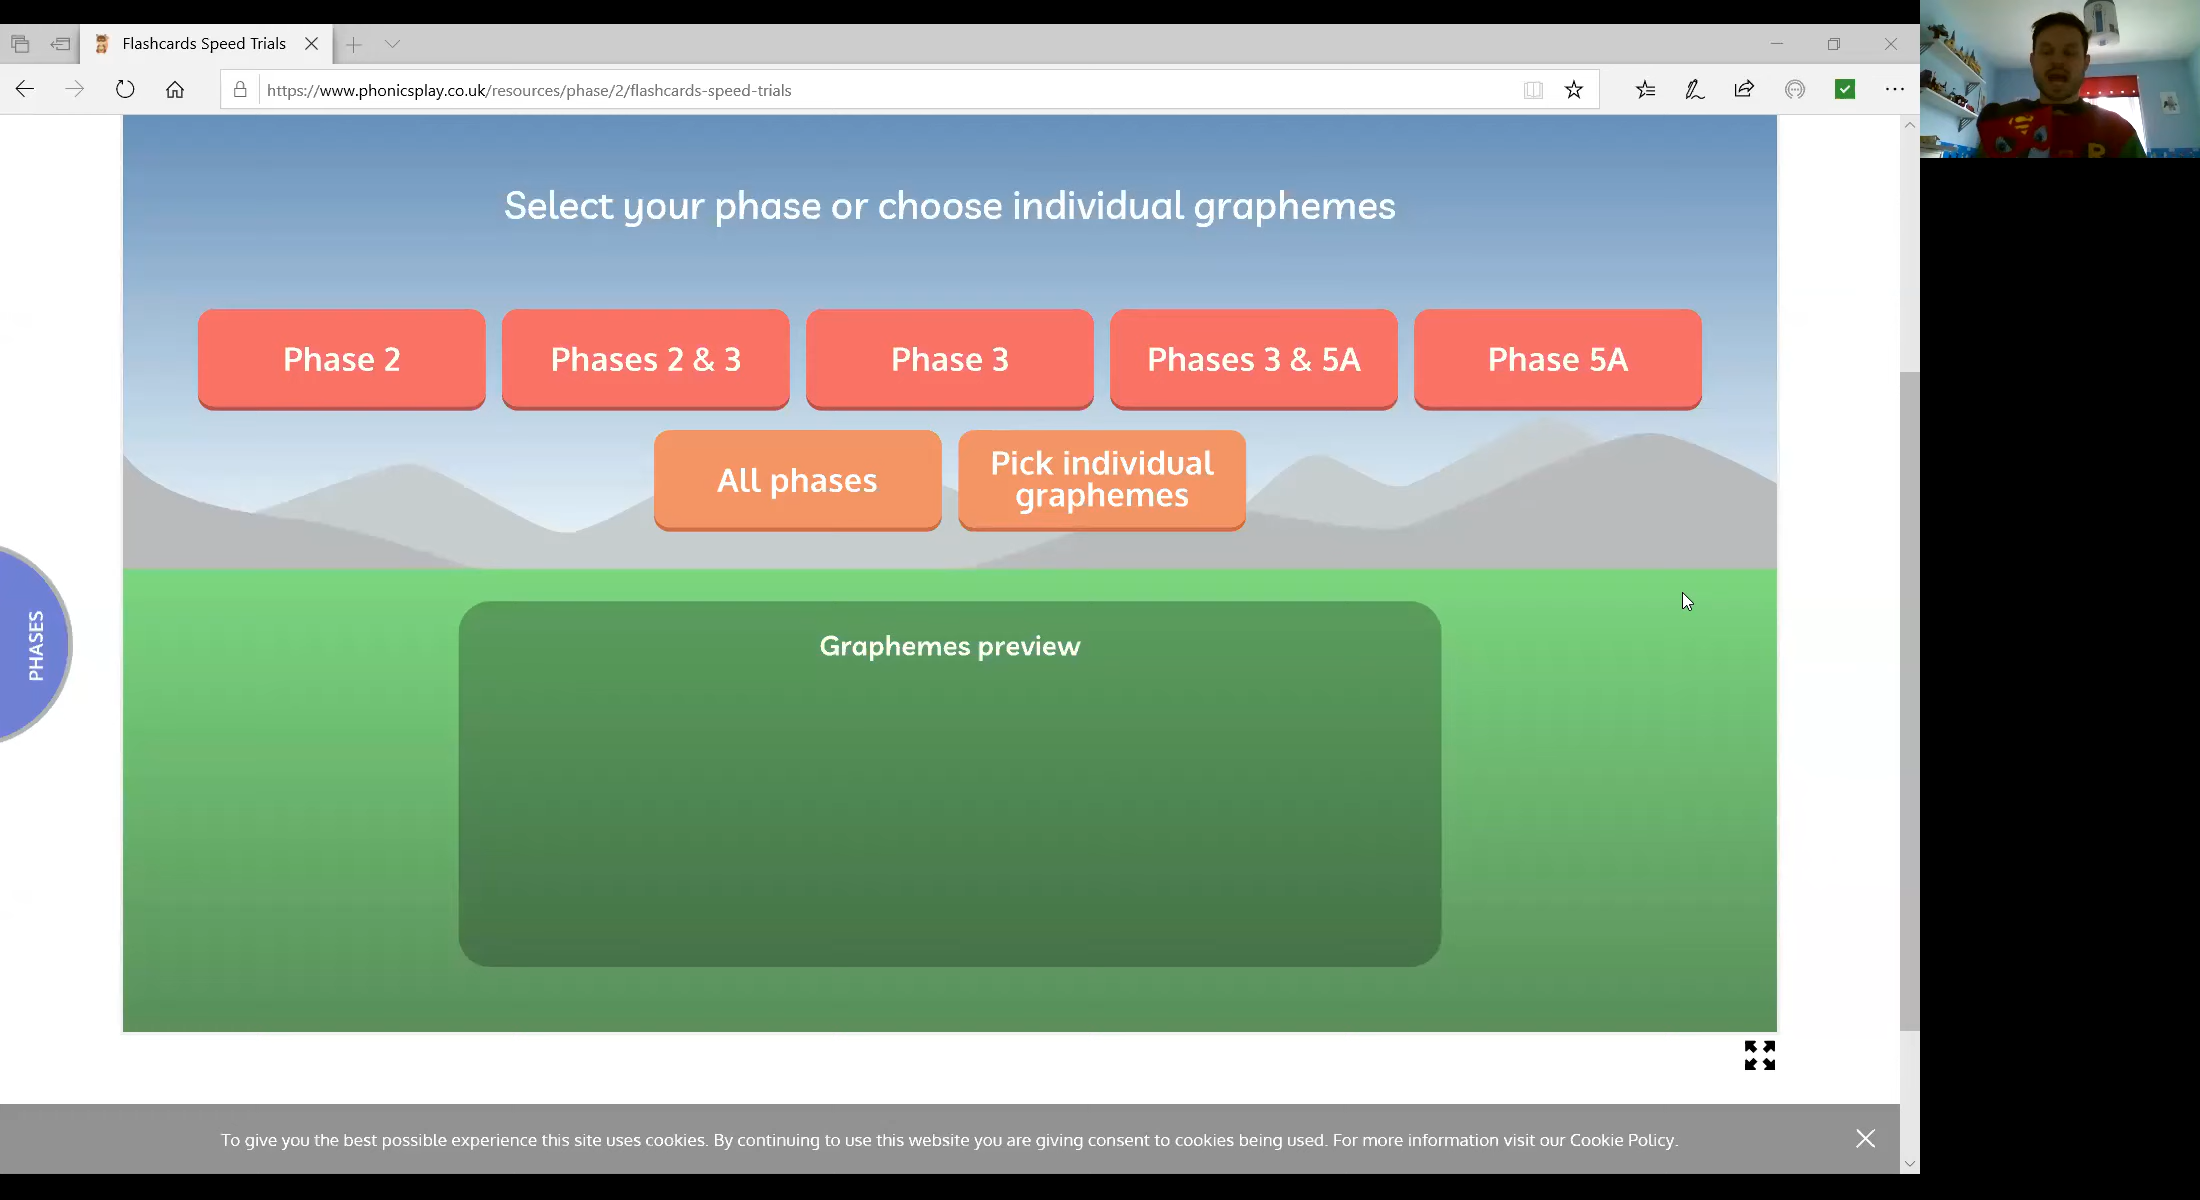 Flashcards Speed Trials
https://www.phonicsplay.co.uk/resources/phase/2/flashcards-speed-trials
Select your phase or choose individual graphemes
Phase 2
Phases 2 & 3
Phase 3
Phases 3 & 5A
Phase 5A
All phases
Pick individual
graphemes
PHASES
Graphemes preview
To give you the best possible experience this site uses cookies. By continuing to use this website you are giving consent to cookies being used. For more information visit our Cookie Policy.